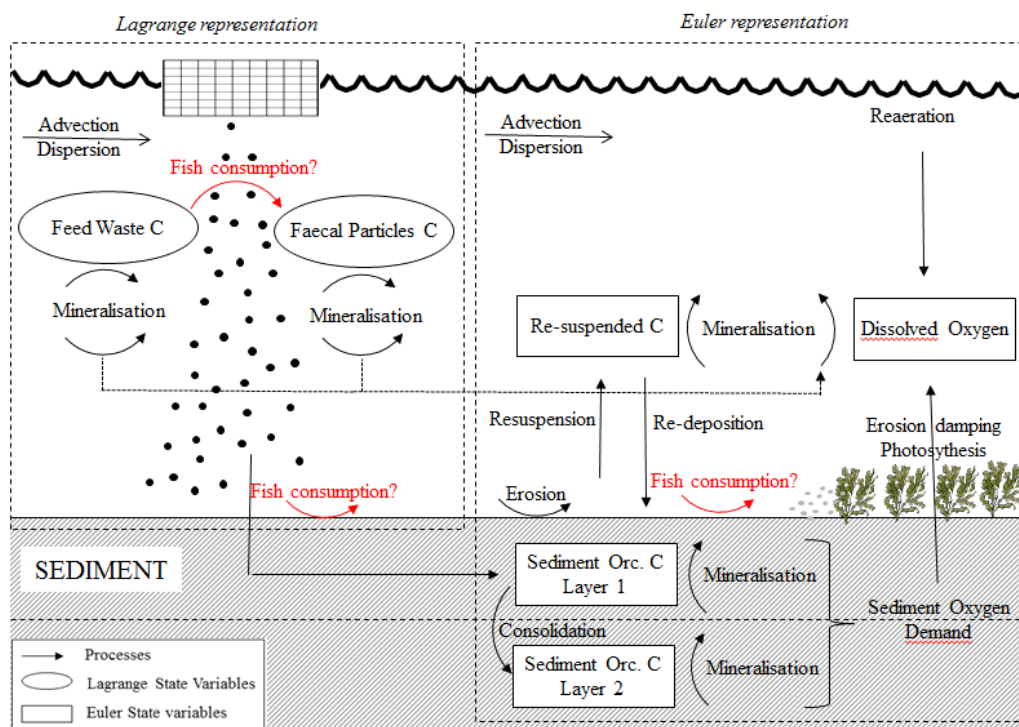 Lagrange representation
Euler representation
Advection
Dispersion
Fish consumption?
Feed Waste C
Faecal Particles C
Mineralisation
Mineralisation
Fish consumption?
Advection
Dispersion
Reaeration
Re-suspended C
Mineralisation
Dissolved Oxygen
Resuspension
Re-deposition
Erosion damping
Photosythesis
Erosion
Fish consumption?
SEDIMENT
Sediment Orc. C
Layer 1
Mineralisation
Consolidation
Sediment Orc. C
Layer 2
Mineralisation
Sediment Oxygen
Demand
Processes
Lagrange State Variables
Euler State variables